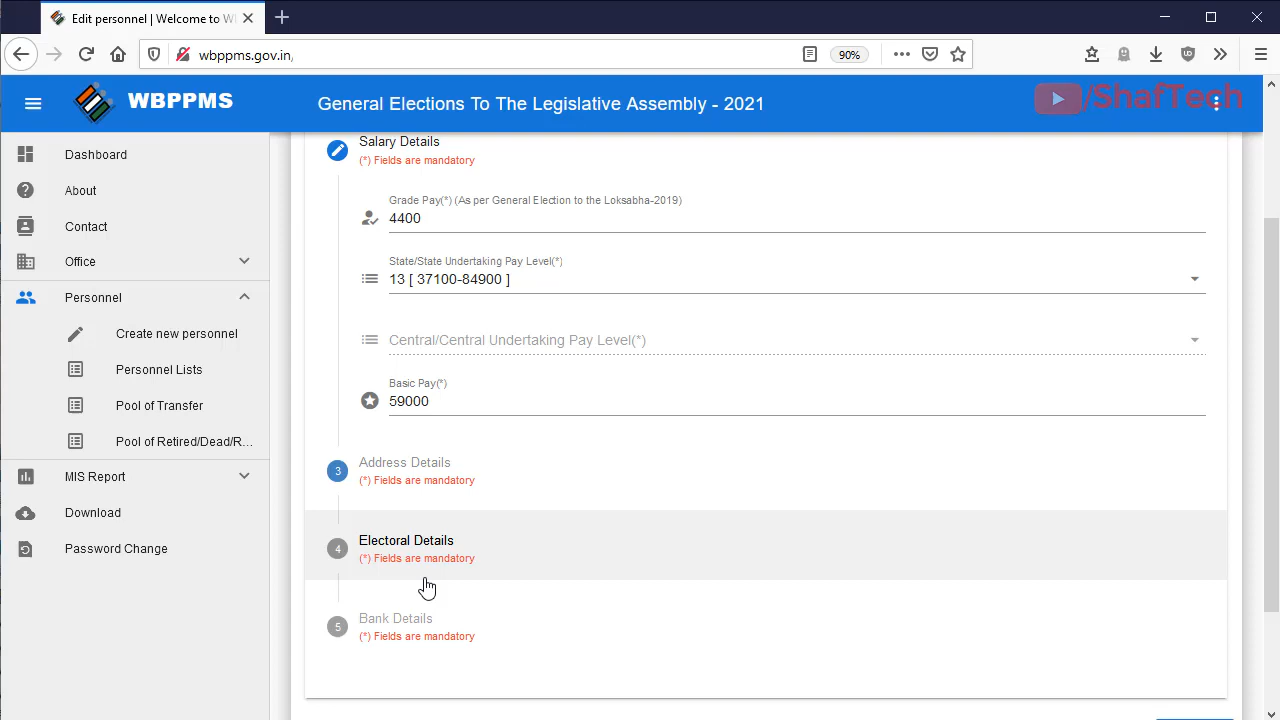 Edit personnel | Welcome to W
wbppms.gov.in
90%
WBPPMS
General Elections To The Legislative Assembly - 2021
/ShafTech
Dashboard
About
Contact
Office
Personnel
Create new personnel
Personnel Lists
Pool of Transfer
Pool of Retired/Dead/R...
MIS Report
Download
Password Change
Salary Details
(*) Fields are mandatory
Grade Pay(*) (As per General Election to the Loksabha-2019)
4400
State/State Undertaking Pay Level(*)
13 [ 37100-84900 ]
Central/Central Undertaking Pay Level(*)
Basic Pay(*)
59000
3
Address Details
(*) Fields are mandatory
4
Electoral Details
(*) Fields are mandatory
5
Bank Details
(*) Fields are mandatory